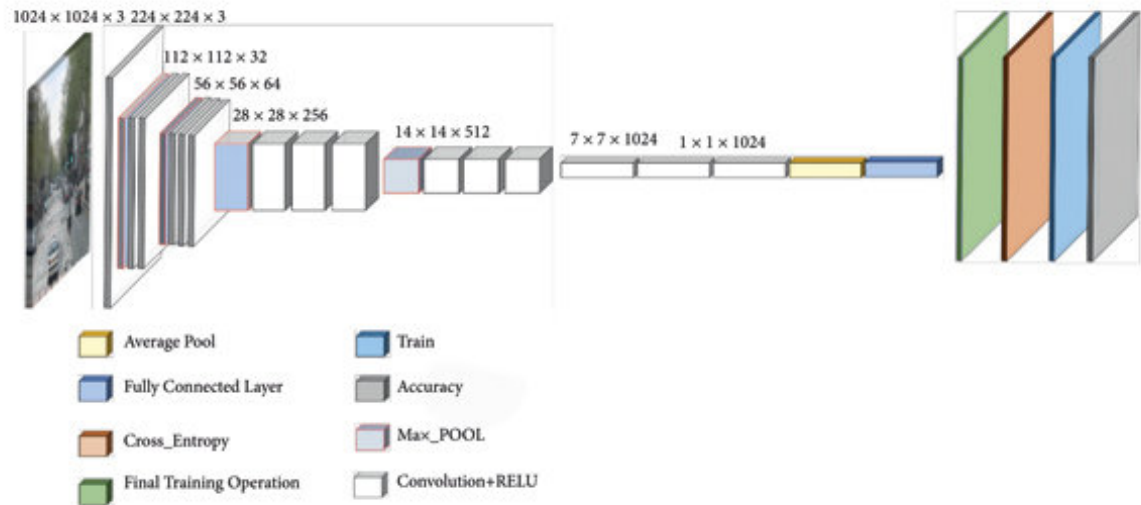 1024 × 1024 × 3 224 × 224 × 3
112 × 112 × 32
56 × 56 × 64
28 × 28 × 256
14 × 14 × 512
7 × 7 × 1024
1 × 1 × 1024
Average Pool
Train
Fully Connected Layer
Accuracy
Cross_Entropy
Max_POOL
Final Training Operation
Convolution+RELU